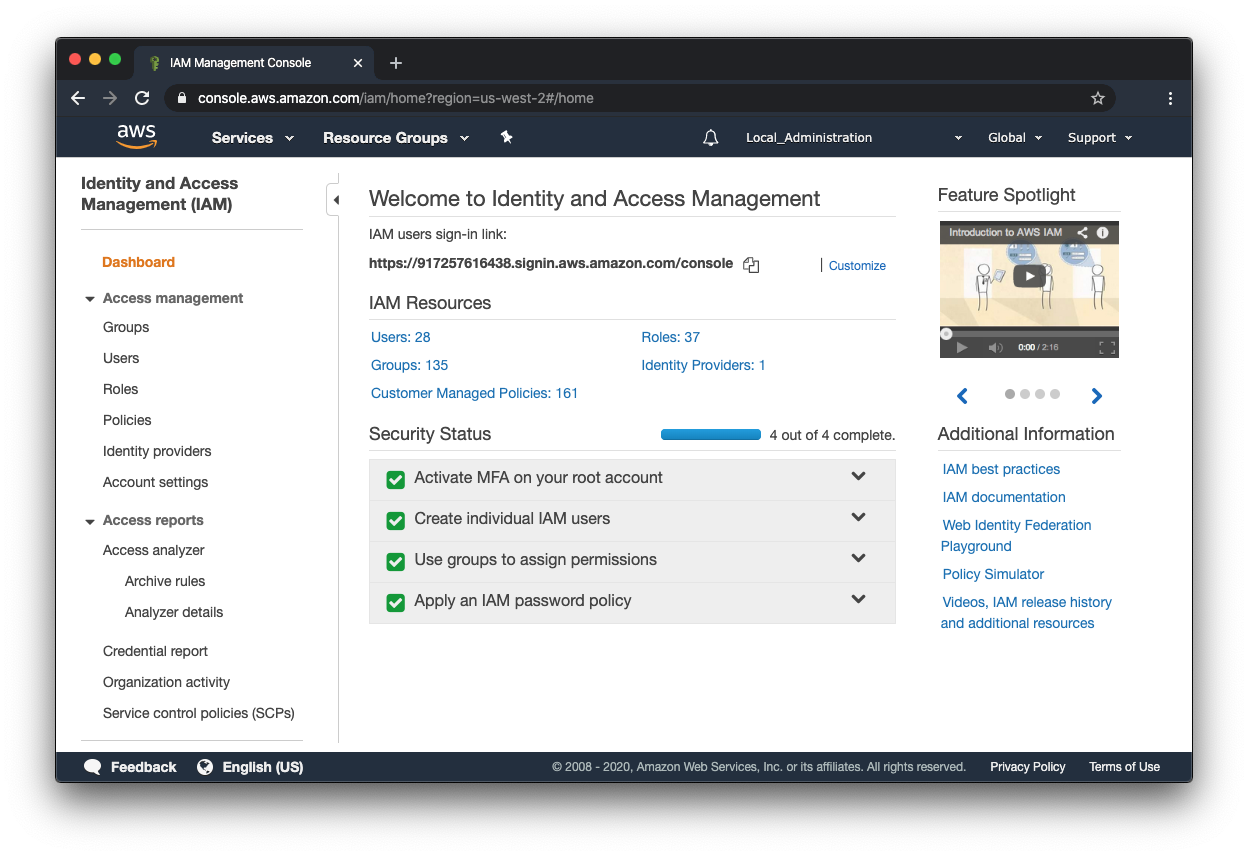 IAM Management Console
console.aws.amazon.com/iam/home?region=us-west-2#/home
aws
Services
Resource Groups
Local_Administration
Global
Support
Identity and Access
Management (IAM)
Dashboard
Access management
Groups
Users
Roles
Policies
Identity providers
Account settings
Access reports
Access analyzer
Archive rules
Analyzer details
Credential report
Organization activity
Service control policies (SCPs)
Welcome to Identity and Access Management
IAM users sign-in link:
https://917257616438.signin.aws.amazon.com/console
| Customize
IAM Resources
Users: 28
Roles: 37
Groups: 135
Identity Providers: 1
Customer Managed Policies: 161
Security Status
4 out of 4 complete.
Activate MFA on your root account
Create individual IAM users
Use groups to assign permissions
Apply an IAM password policy
Feature Spotlight
Introduction to AWS IAM
0:00 / 2:16
Additional Information
IAM best practices
IAM documentation
Web Identity Federation
Playground
Policy Simulator
Videos, IAM release history
and additional resources
Feedback
English (US)
© 2008 - 2020, Amazon Web Services, Inc. or its affiliates. All rights reserved.
Privacy Policy
Terms of Use